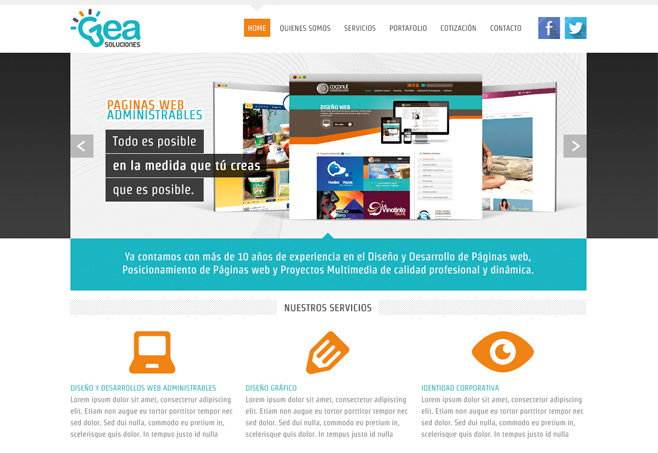 Gea
SOLUCIONES
HOME QUIENES SOMOS SERVICIOS PORTAFOLIO COTIZACIÓN CONTACTO
PAGINAS WEB
ADMINISTRABLES
Todo es posible
en la medida que tú creas
que es posible.
coconut
DISEÑO WEB
Vinotinto
Tours
Ya contamos con más de 10 años de experiencia en el Diseño y Desarrollo de Páginas web,
Posicionamiento de Páginas web y Proyectos Multimedia de calidad profesional y dinámica.
NUESTROS SERVICIOS
DISEÑO Y DESARROLLOS WEB ADMINISTRABLES
Lorem ipsum dolor sit amet, consectetur adipiscing
elit. Etiam non augue eu tortor porttitor tempor nec
sed dolor. Sed nulla, commodo eu pretium in,
scelerisque quis dolor. In tempus justo id nulla
DISEÑO GRÁFICO
Lorem ipsum dolor sit amet, consectetur adipiscing
elit. Etiam non augue eu tortor porttitor tempor nec
sed dolor. Sed nulla, commodo eu pretium in,
scelerisque quis dolor. In tempus justo id nulla
IDENTIDAD CORPORATIVA
Lorem ipsum dolor sit amet, consectetur adipiscing
elit. Etiam non augue eu tortor porttitor tempor nec
sed dolor. Sed nulla, commodo eu pretium in,
scelerisque quis dolor. In tempus justo id nulla